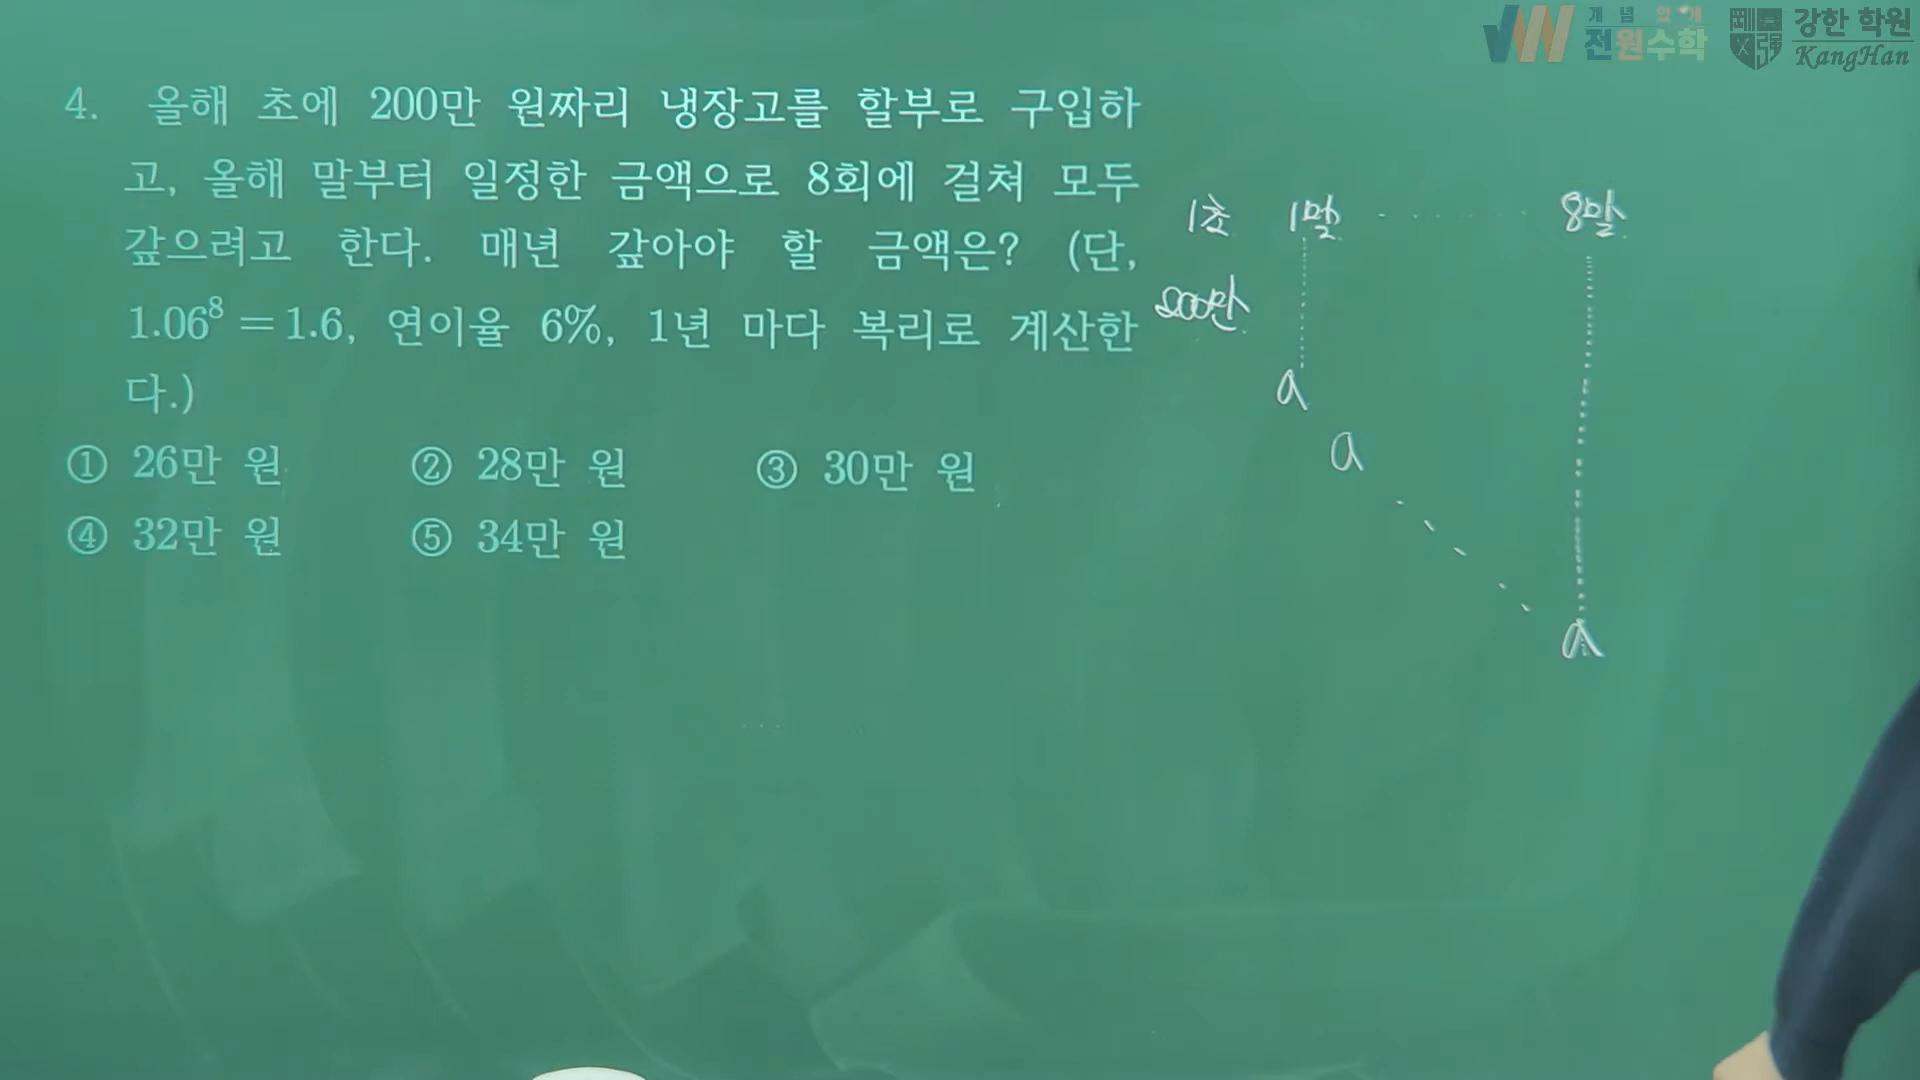 개념있게
전원수학
강한 학원
KangHan
4. 올해 초에 200만 원짜리 냉장고를 할부로 구입하
고, 올해 말부터 일정한 금액으로 8회에 걸쳐 모두
갚으려고 한다. 매년 갚아야 할 금액은? (단,
1.06⁸ = 1.6, 연이율 6%, 1년 마다 복리로 계산한
다.)
① 26만 원 ② 28만 원 ③ 30만 원
④ 32만 원 ⑤ 34만 원
1초 1말 8말
200만
a
a
a